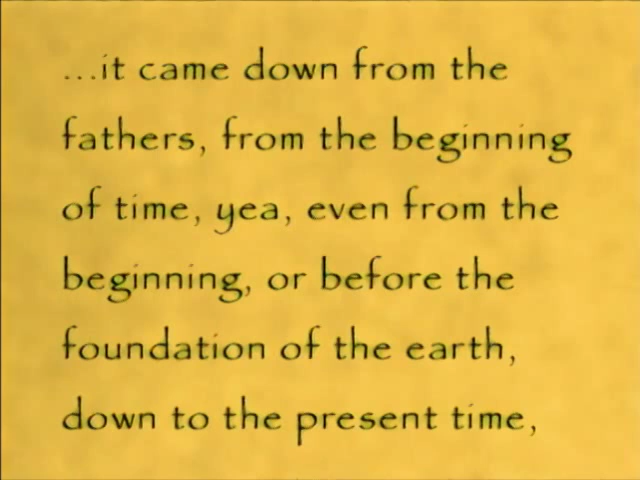 ...it came down from the
fathers, from the beginning
of time, yea, even from the
beginning, or before the
foundation of the earth,
down to the present time,